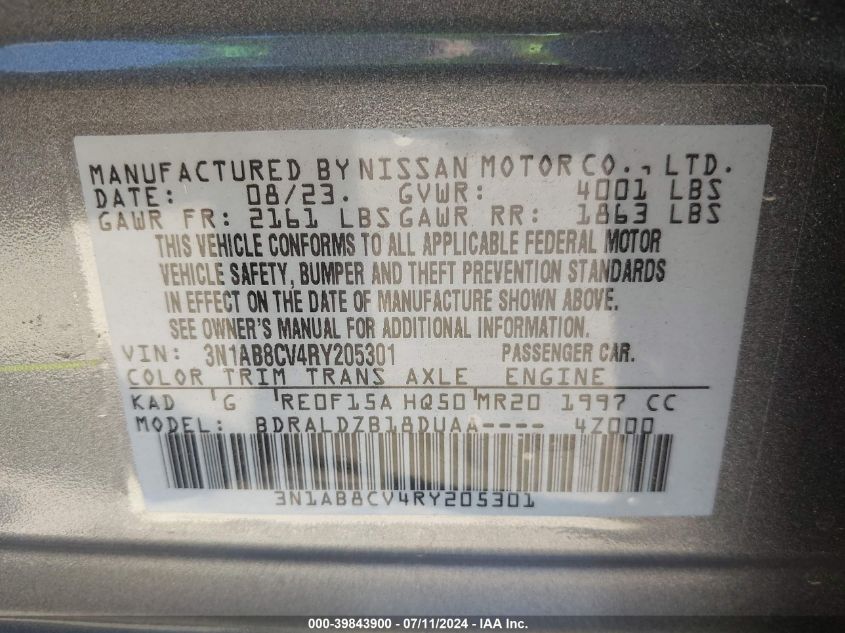 MANUFACTURED BY NISSAN MOTOR CO., LTD.
DATE: 08/23. GVWR: 4001 LBS
GAWR FR: 2161 LBS GAWR RR: 1863 LBS
THIS VEHICLE CONFORMS TO ALL APPLICABLE FEDERAL MOTOR
VEHICLE SAFETY, BUMPER AND THEFT PREVENTION STANDARDS
IN EFFECT ON THE DATE OF MANUFACTURE SHOWN ABOVE.
SEE OWNER'S MANUAL FOR ADDITIONAL INFORMATION.
VIN: 3N1AB8CV4RY205301 PASSENGER CAR.
COLOR TRIM TRANS AXLE ENGINE
KAD G RE0F15A HQ50 MR20 1997 CC
MODEL: BDRALDZB18DUAA---- 4Z000
3N1AB8CV4RY205301
000-39843900 - 07/11/2024 - IAA Inc.